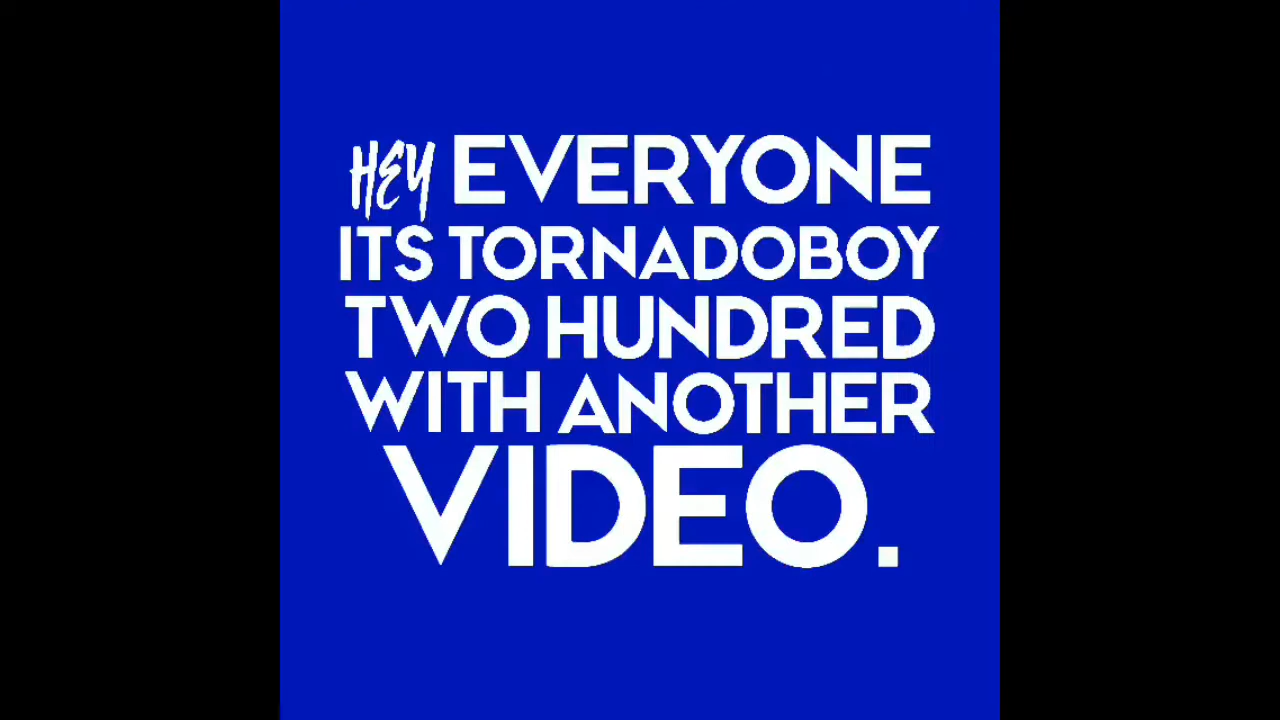 HEY EVERYONE
ITS TORNADOBOY
TWO HUNDRED
WITH ANOTHER
VIDEO.